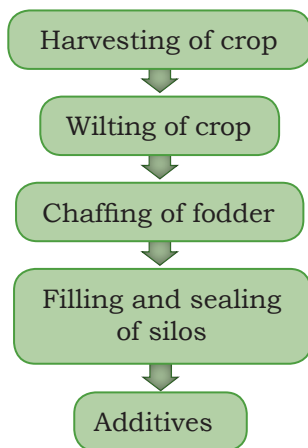 Harvesting of crop
Wilting of crop
Chaffing of fodder
Filling and sealing
of silos
Additives